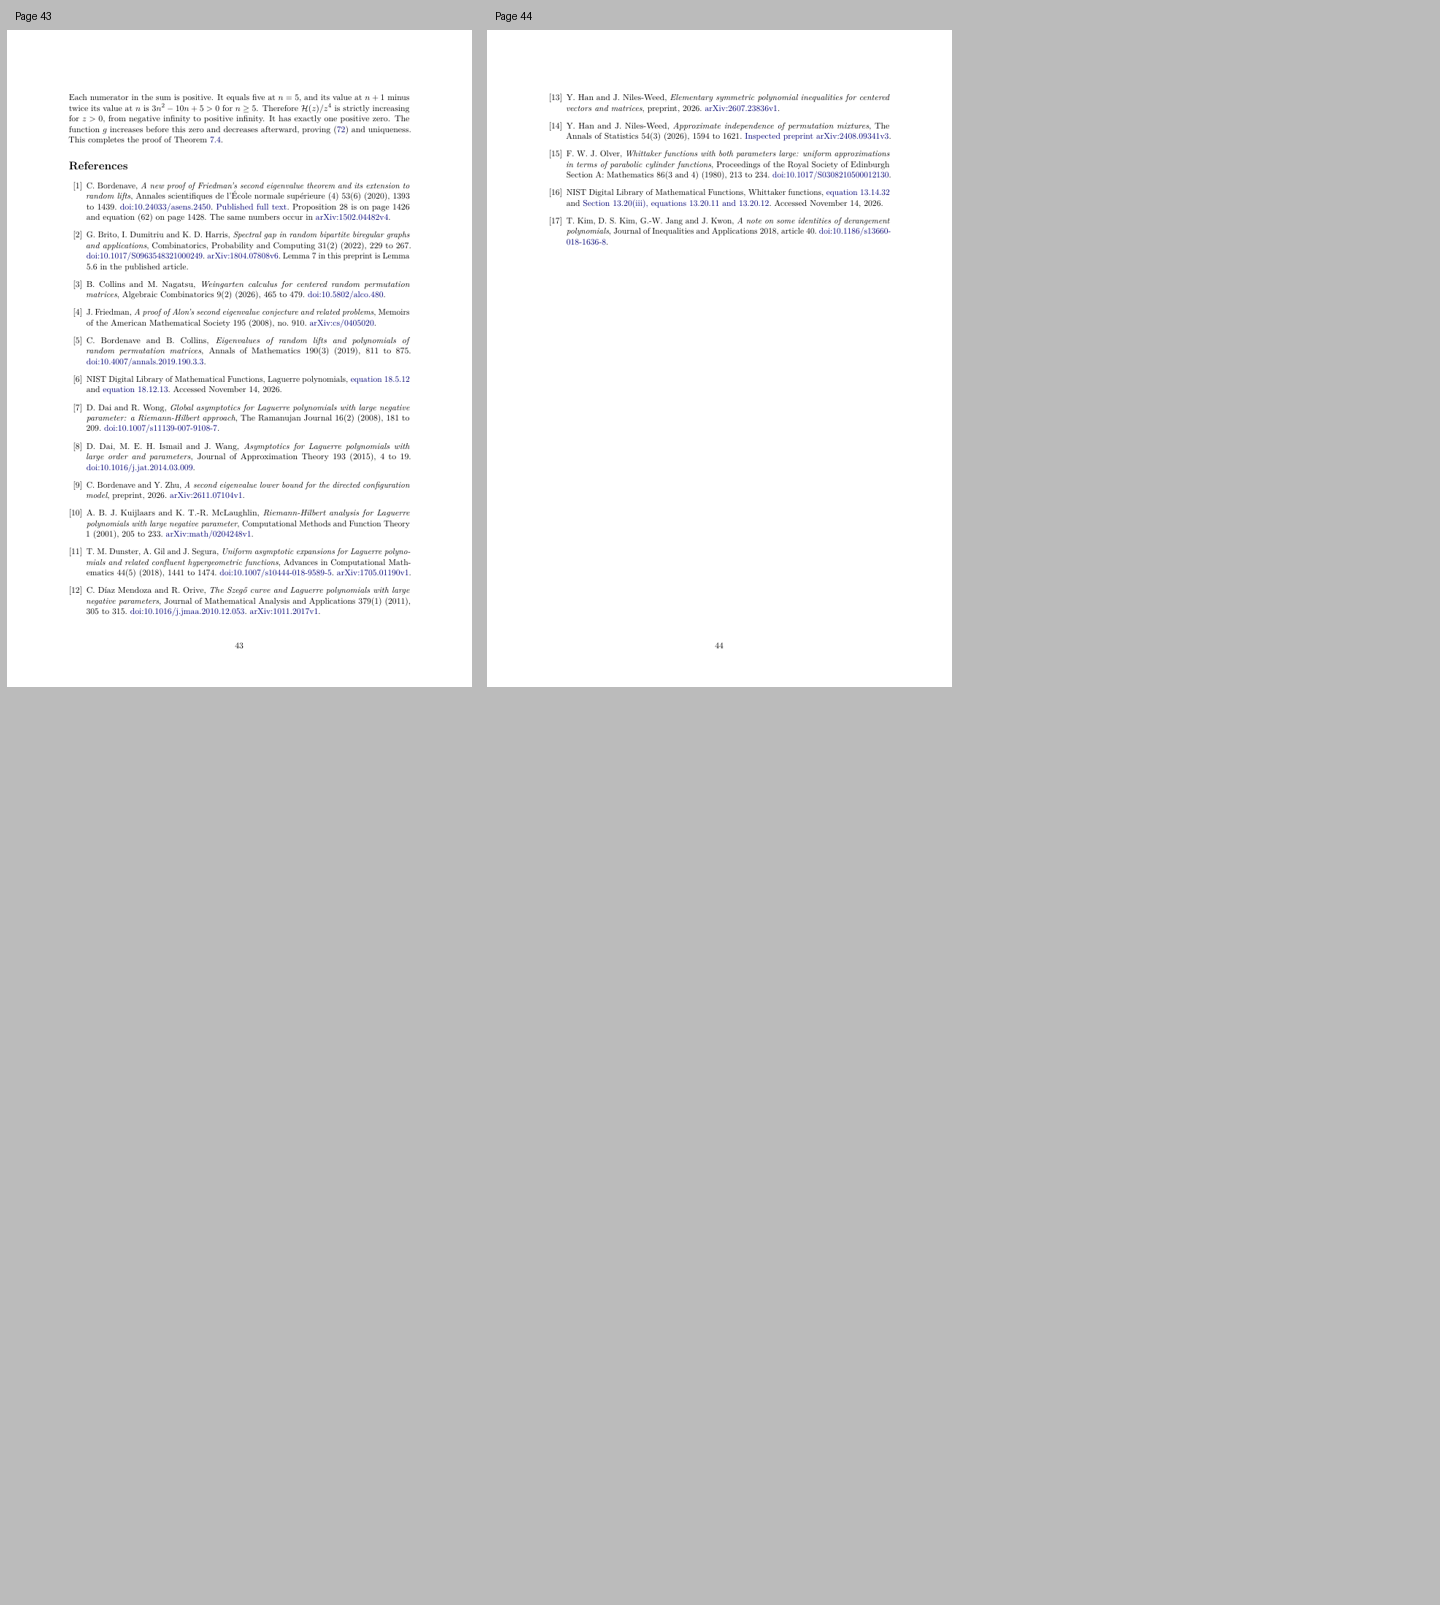 Page 43
Each numerator in the sum is positive. It equals five at n = 5, and its value at n + 1 minus
twice its value at n is 3n² − 10n + 5 > 0 for n ≥ 5. Therefore ℋ(z)/z⁴ is strictly increasing
for z > 0, from negative infinity to positive infinity. It has exactly one positive zero. The
function g increases before this zero and decreases afterward, proving (72) and uniqueness.
This completes the proof of Theorem 7.4.
References
[1] C. Bordenave, A new proof of Friedman's second eigenvalue theorem and its extension to
random lifts, Annales scientifiques de l'École normale supérieure (4) 53(6) (2020), 1393
to 1439. doi:10.24033/asens.2450. Published full text. Proposition 28 is on page 1426
and equation (62) on page 1428. The same numbers occur in arXiv:1502.04482v4.
[2] G. Brito, I. Dumitriu and K. D. Harris, Spectral gap in random bipartite biregular graphs
and applications, Combinatorics, Probability and Computing 31(2) (2022), 229 to 267.
doi:10.1017/S0963548321000249. arXiv:1804.07808v6. Lemma 7 in this preprint is Lemma
5.6 in the published article.
[3] B. Collins and M. Nagatsu, Weingarten calculus for centered random permutation
matrices, Algebraic Combinatorics 9(2) (2026), 465 to 479. doi:10.5802/alco.480.
[4] J. Friedman, A proof of Alon's second eigenvalue conjecture and related problems, Memoirs
of the American Mathematical Society 195 (2008), no. 910. arXiv:cs/0405020.
[5] C. Bordenave and B. Collins, Eigenvalues of random lifts and polynomials of
random permutation matrices, Annals of Mathematics 190(3) (2019), 811 to 875.
doi:10.4007/annals.2019.190.3.3.
[6] NIST Digital Library of Mathematical Functions, Laguerre polynomials, equation 18.5.12
and equation 18.12.13. Accessed November 14, 2026.
[7] D. Dai and R. Wong, Global asymptotics for Laguerre polynomials with large negative
parameter: a Riemann-Hilbert approach, The Ramanujan Journal 16(2) (2008), 181 to
209. doi:10.1007/s11139-007-9108-7.
[8] D. Dai, M. E. H. Ismail and J. Wang, Asymptotics for Laguerre polynomials with
large order and parameters, Journal of Approximation Theory 193 (2015), 4 to 19.
doi:10.1016/j.jat.2014.03.009.
[9] C. Bordenave and Y. Zhu, A second eigenvalue lower bound for the directed configuration
model, preprint, 2026. arXiv:2611.07104v1.
[10] A. B. J. Kuijlaars and K. T.-R. McLaughlin, Riemann-Hilbert analysis for Laguerre
polynomials with large negative parameter, Computational Methods and Function Theory
1 (2001), 205 to 233. arXiv:math/0204248v1.
[11] T. M. Dunster, A. Gil and J. Segura, Uniform asymptotic expansions for Laguerre polyno-
mials and related confluent hypergeometric functions, Advances in Computational Math-
ematics 44(5) (2018), 1441 to 1474. doi:10.1007/s10444-018-9589-5. arXiv:1705.01190v1.
[12] C. Díaz Mendoza and R. Orive, The Szegő curve and Laguerre polynomials with large
negative parameters, Journal of Mathematical Analysis and Applications 379(1) (2011),
305 to 315. doi:10.1016/j.jmaa.2010.12.053. arXiv:1011.2017v1.
43
Page 44
[13] Y. Han and J. Niles-Weed, Elementary symmetric polynomial inequalities for centered
vectors and matrices, preprint, 2026. arXiv:2607.23836v1.
[14] Y. Han and J. Niles-Weed, Approximate independence of permutation mixtures, The
Annals of Statistics 54(3) (2026), 1594 to 1621. Inspected preprint arXiv:2408.09341v3.
[15] F. W. J. Olver, Whittaker functions with both parameters large: uniform approximations
in terms of parabolic cylinder functions, Proceedings of the Royal Society of Edinburgh
Section A: Mathematics 86(3 and 4) (1980), 213 to 234. doi:10.1017/S0308210500012130.
[16] NIST Digital Library of Mathematical Functions, Whittaker functions, equation 13.14.32
and Section 13.20(iii), equations 13.20.11 and 13.20.12. Accessed November 14, 2026.
[17] T. Kim, D. S. Kim, G.-W. Jang and J. Kwon, A note on some identities of derangement
polynomials, Journal of Inequalities and Applications 2018, article 40. doi:10.1186/s13660-
018-1636-8.
44